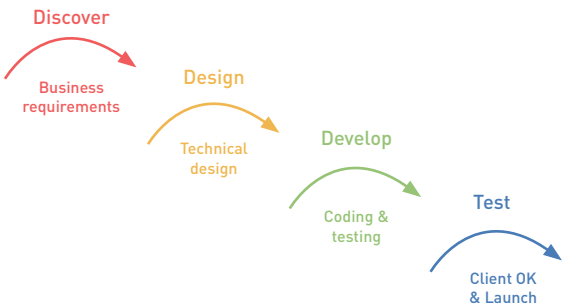 Discover
Business
requirements
Design
Technical
design
Develop
Coding &
testing
Test
Client OK
& Launch